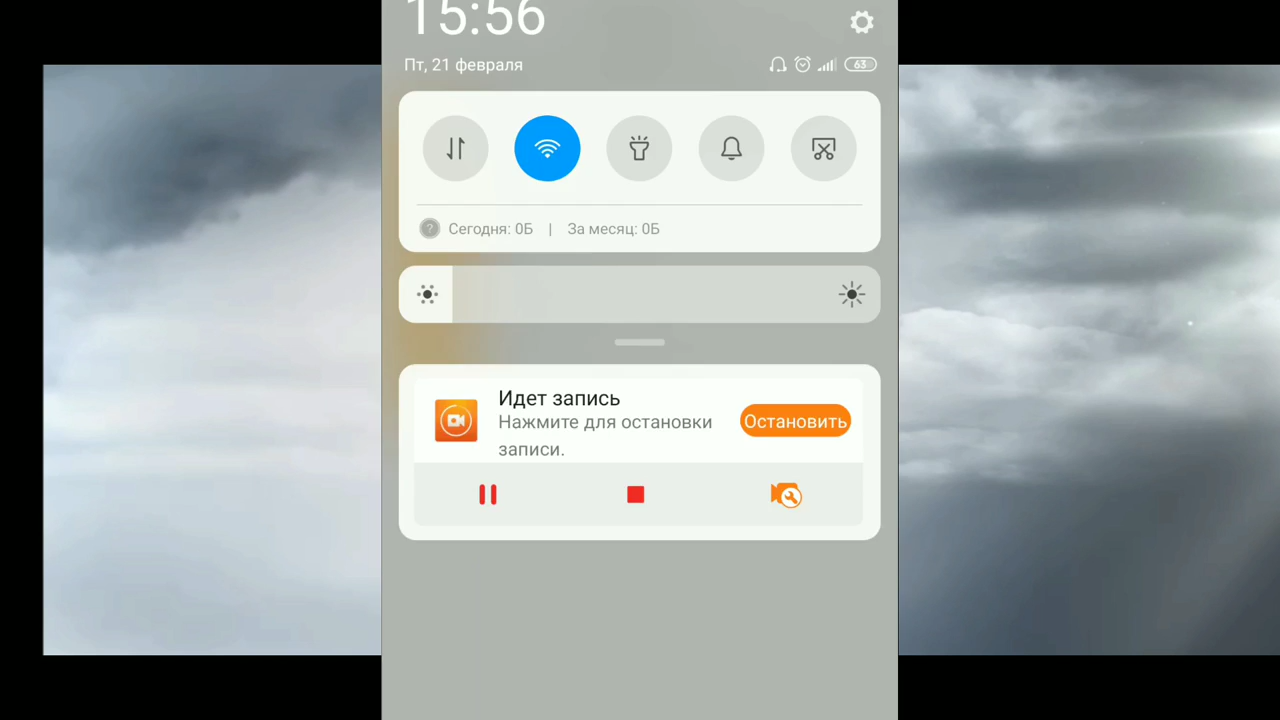 15:56
Пт, 21 февраля
63
Сегодня: 0Б | За месяц: 0Б
Идет запись
Нажмите для остановки
записи.
Остановить